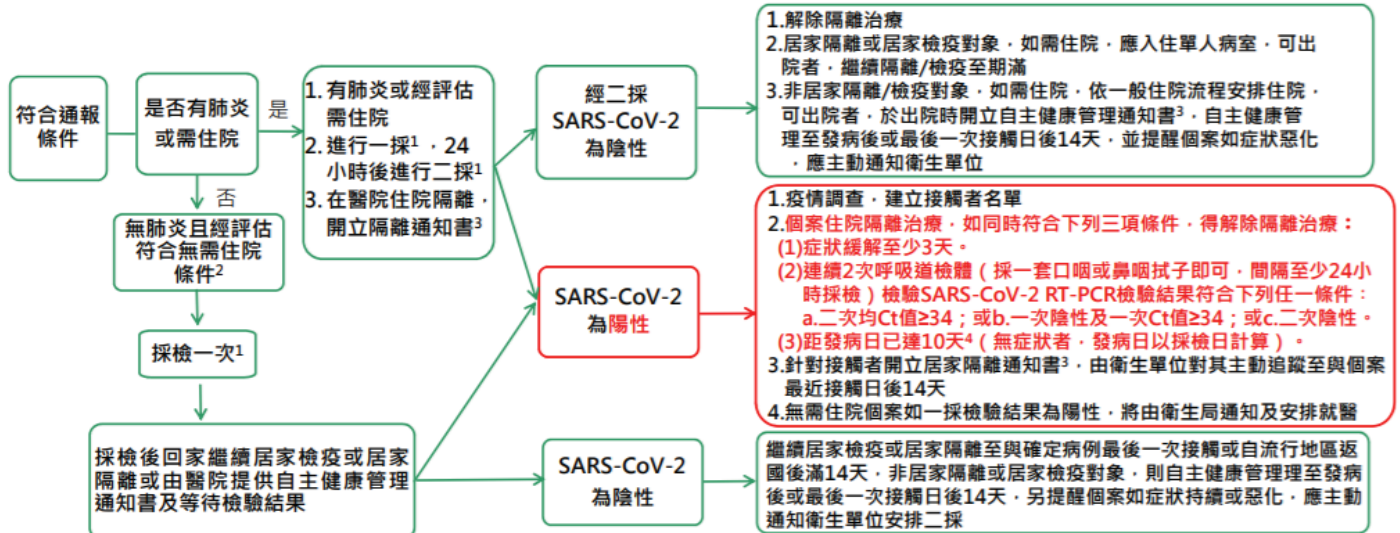 符合通報
條件
是否有肺炎
或需住院
是
否
1. 有肺炎或經評估
需住院
2. 進行一採1，24
小時後進行二採1
3. 在醫院住院隔離，
開立隔離通知書3
無肺炎且經評估
符合無需住院
條件2
採檢一次1
採檢後回家繼續居家檢疫或居家
隔離或由醫院提供自主健康管理
通知書及等待檢驗結果
經二採
SARS-CoV-2
為陰性
1.解除隔離治療
2.居家隔離或居家檢疫對象，如需住院，應入住單人病室，可出
院者，繼續隔離/檢疫至期滿
3.非居家隔離/檢疫對象，如需住院，依一般住院流程安排住院，
可出院者，於出院時開立自主健康管理通知書3，自主健康管
理至發病後或最後一次接觸日後14天，並提醒個案如症狀惡化
，應主動通知衛生單位
SARS-CoV-2
為陽性
1.疫情調查，建立接觸者名單
2.個案住院隔離治療，如同時符合下列三項條件，得解除隔離治療：
(1)症狀緩解至少3天。
(2)連續2次呼吸道檢體（採一套口咽或鼻咽拭子即可，間隔至少24小
時採檢）檢驗SARS-CoV-2 RT-PCR檢驗結果符合下列任一條件：
a.二次均Ct值≥34；或b.一次陰性及一次Ct值≥34；或c.二次陰性。
(3)距發病日已達10天4（無症狀者，發病日以採檢日計算）。
3.針對接觸者開立居家隔離通知書3，由衛生單位對其主動追蹤至與個案
最近接觸日後14天
4.無需住院個案如一採檢驗結果為陽性，將由衛生局通知及安排就醫
SARS-CoV-2
為陰性
繼續居家檢疫或居家隔離至與確定病例最後一次接觸或自流行地區返
國後滿14天，非居家隔離或居家檢疫對象，則自主健康管理理至發病
後或最後一次接觸日後14天，另提醒個案如症狀持續或惡化，應主動
通知衛生單位安排二採